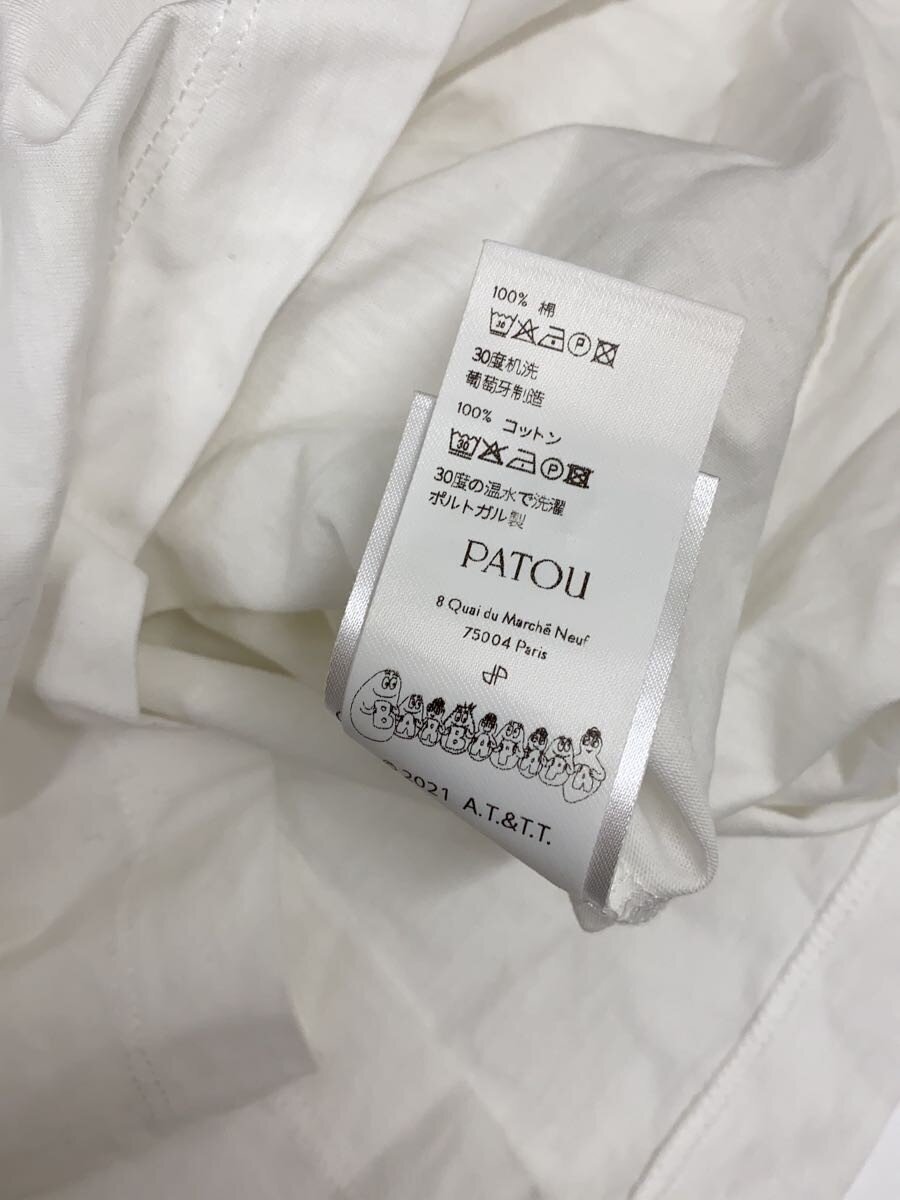 100% 棉
30
P
30度机洗
葡萄牙制造
100% コットン
30
P
30度の温水で洗濯
ポルトガル製
PATOU
8 Quai du Marché Neuf
75004 Paris
JP
BARBAPAPA
©2021 A.T.&T.T.